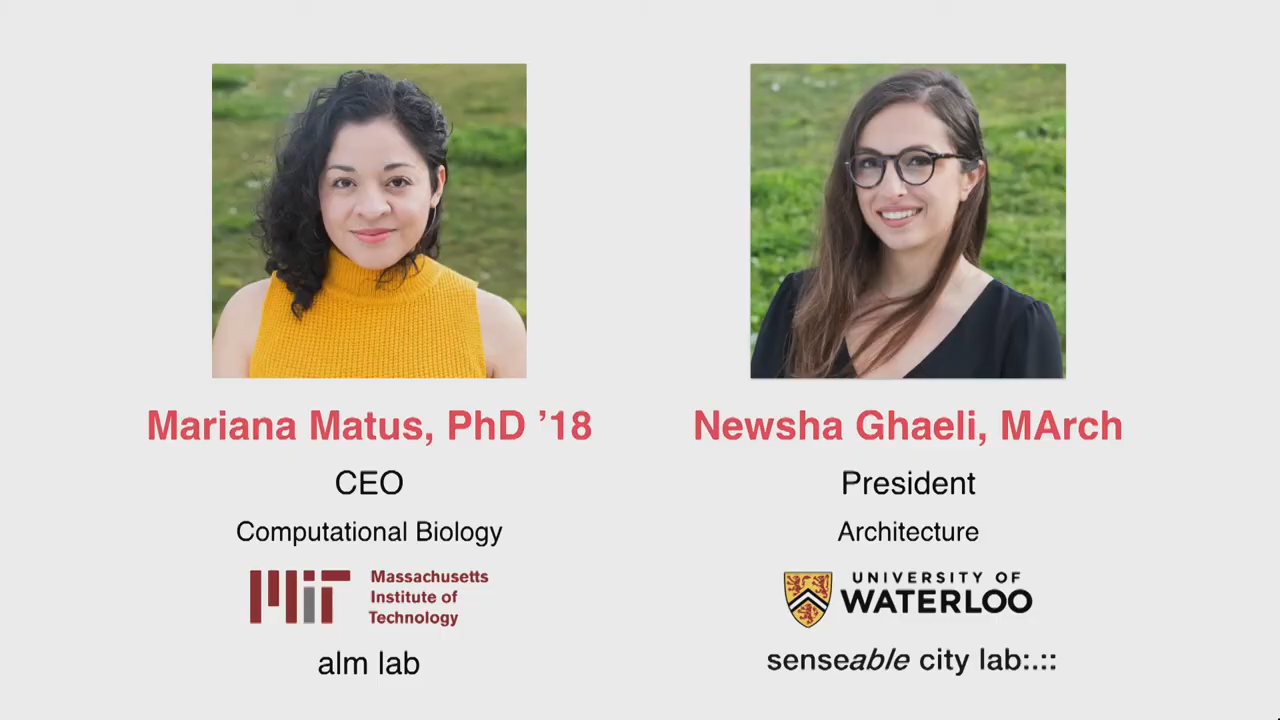 Mariana Matus, PhD ’18
CEO
Computational Biology
MIT
Massachusetts
Institute of
Technology
alm lab
Newsha Ghaeli, MArch
President
Architecture
UNIVERSITY OF
WATERLOO
senseable city lab:.::